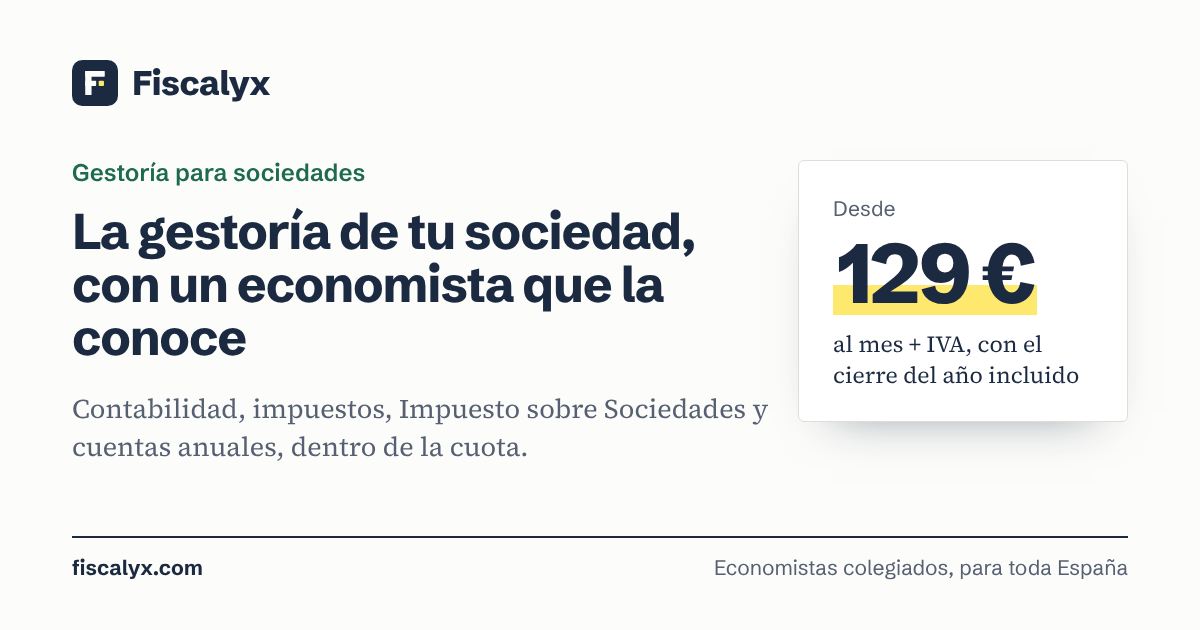 Fiscalyx
Gestoría para sociedades
La gestoría de tu sociedad,
con un economista que la
conoce
Contabilidad, impuestos, Impuesto sobre Sociedades y
cuentas anuales, dentro de la cuota.
Desde
129 €
al mes + IVA, con el
cierre del año incluido
fiscalyx.com
Economistas colegiados, para toda España